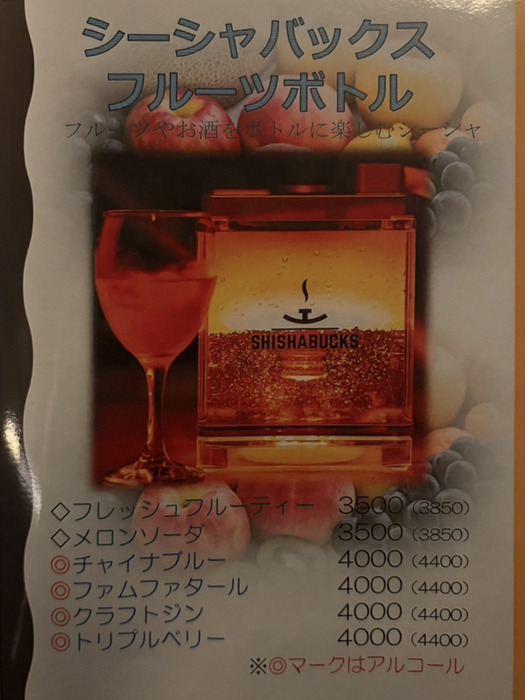 シーシャバックス
フルーツボトル
フルーツやお酒をボトルに楽しむシーシャ
SHISHABUCKS
◇フレッシュフルーティー 3500(3850)
◇メロンソーダ 3500(3850)
◎チャイナブルー 4000(4400)
◎ファムファタール 4000(4400)
◎クラフトジン 4000(4400)
◎トリプルベリー 4000(4400)
※◎マークはアルコール